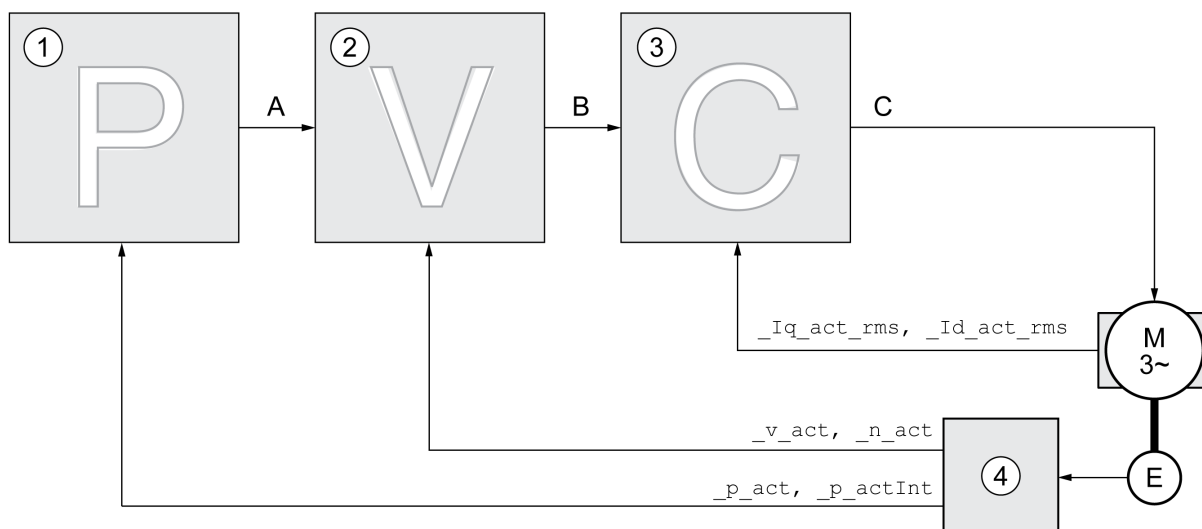 1
2
3
P
V
C
A
B
C
_Iq_act_rms, _Id_act_rms
M
3~
_v_act, _n_act
_p_act, _p_actInt
4
E